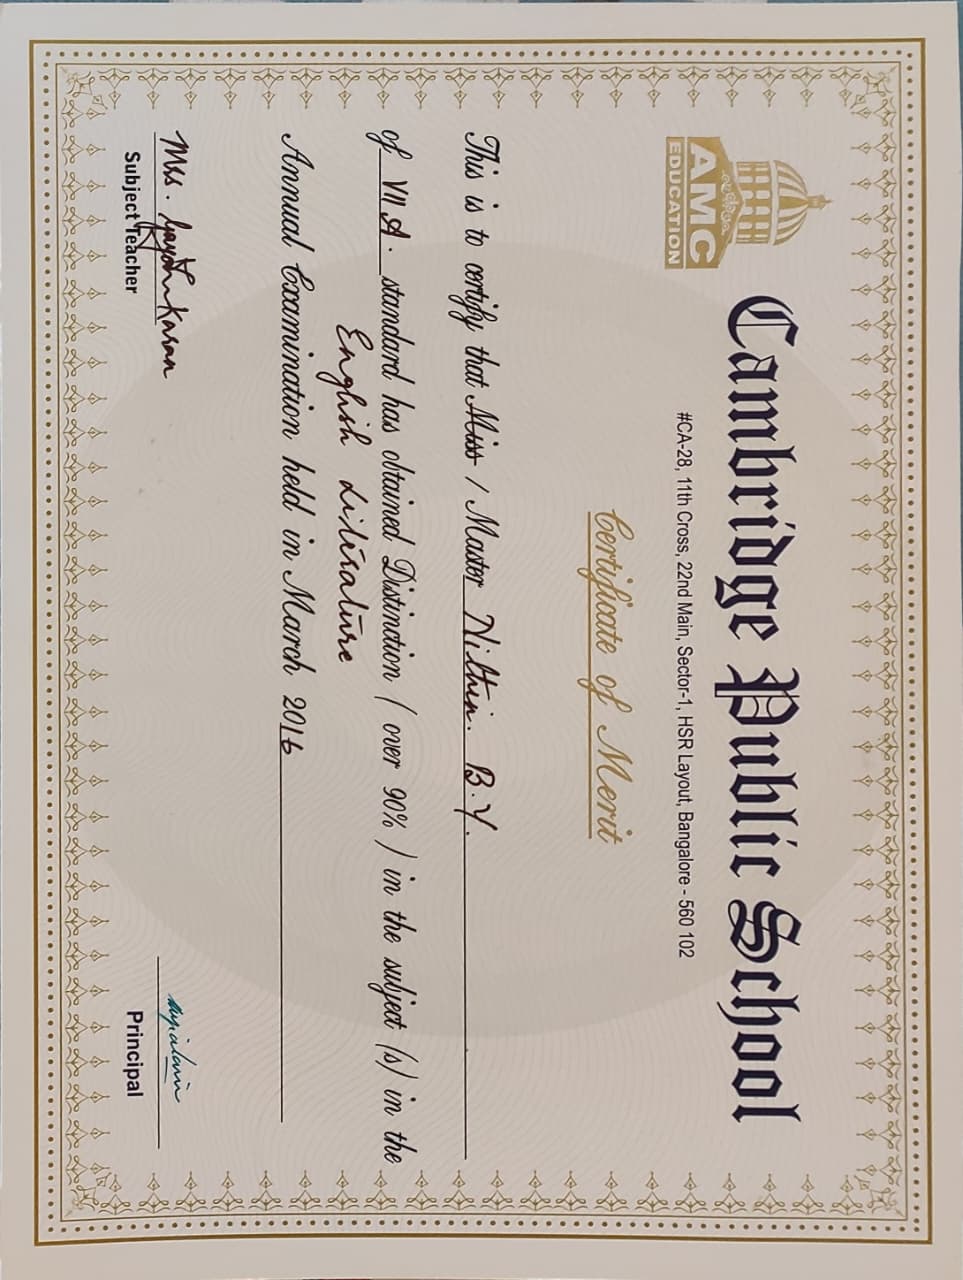 AMC
EDUCATION
Cambridge Public School
#CA-28, 11th Cross, 22nd Main, Sector-1, HSR Layout, Bangalore - 560 102
Certificate of Merit
This is to certify that Miss / Master Nithin. B.Y.
of VII A. standard has obtained Distinction ( over 90% ) in the subject (s) in the
English Literature
Annual Examination held in March 2016
Mrs. Karan
Subject Teacher
Principal